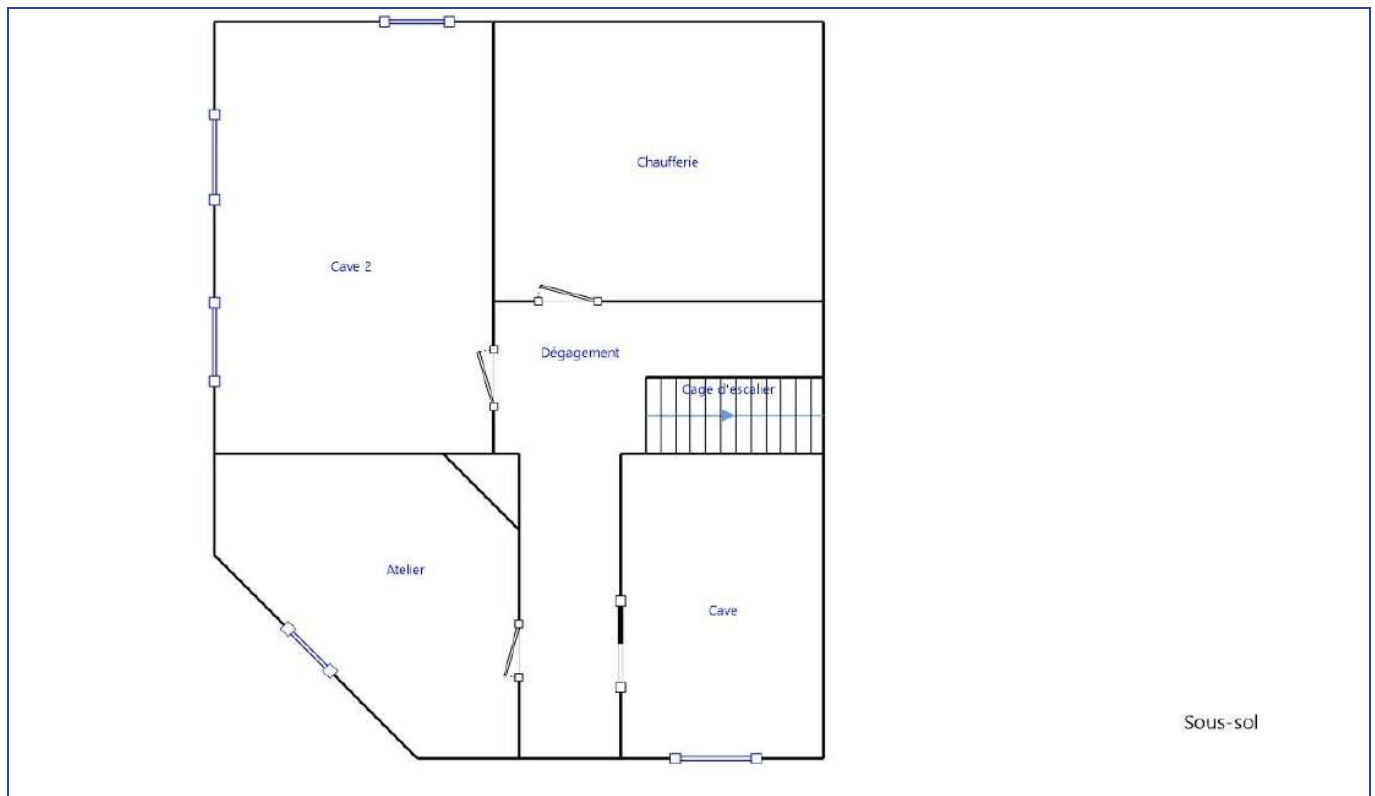 Chaufferie
Cave 2
Dégagement
Cage d'escalier
Atelier
Cave
Sous-sol